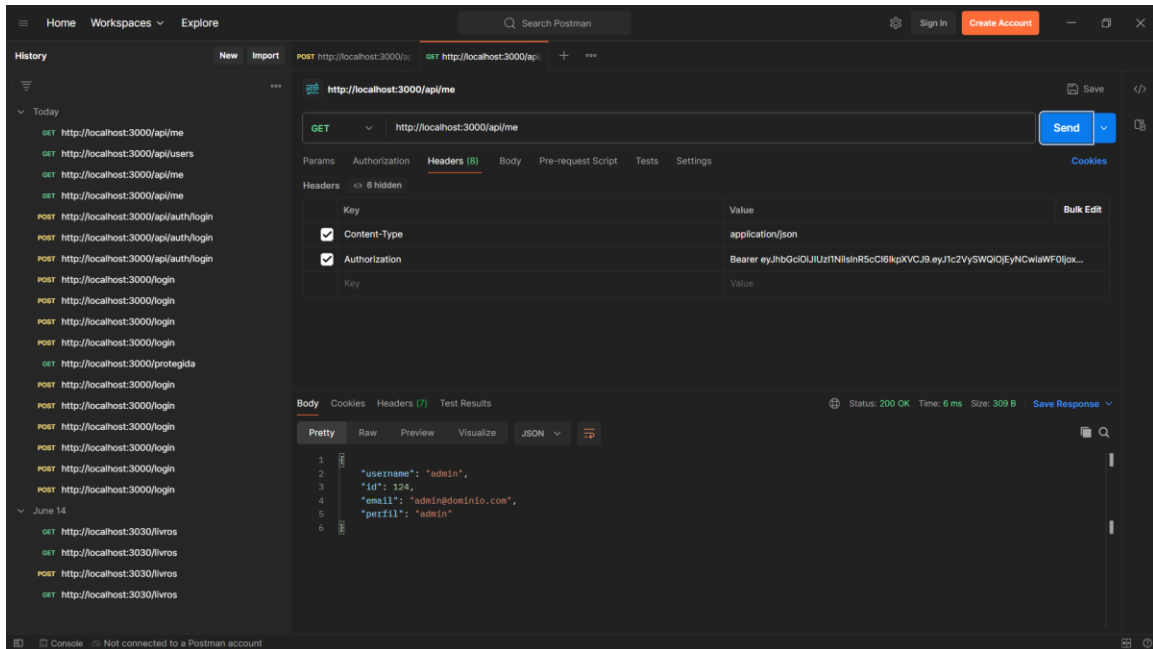 Home Workspaces Explore Search Postman Sign In Create Account
History New Import POST http://localhost:3000/ap GET http://localhost:3000/api
http://localhost:3000/api/me Save
Today
GET http://localhost:3000/api/me
GET http://localhost:3000/api/users
GET http://localhost:3000/api/me
GET http://localhost:3000/api/me
POST http://localhost:3000/api/auth/login
POST http://localhost:3000/api/auth/login
POST http://localhost:3000/api/auth/login
POST http://localhost:3000/login
POST http://localhost:3000/login
POST http://localhost:3000/login
POST http://localhost:3000/login
GET http://localhost:3000/protegida
POST http://localhost:3000/login
POST http://localhost:3000/login
POST http://localhost:3000/login
POST http://localhost:3000/login
POST http://localhost:3000/login
POST http://localhost:3000/login
June 14
GET http://localhost:3030/livros
GET http://localhost:3030/livros
POST http://localhost:3030/livros
GET http://localhost:3030/livros
GET http://localhost:3000/api/me Send
Params Authorization Headers (8) Body Pre-request Script Tests Settings Cookies
Headers 6 hidden
Key Value Bulk Edit
Content-Type application/json
Authorization Bearer
Key Value
Body Cookies Headers (7) Test Results Status: 200 OK Time: 6 ms Size: 309 B Save Response
Pretty Raw Preview Visualize JSON
1 {
2 "username": "admin",
3 "id": 124,
4 "email": "admin@dominio.com",
5 "perfil": "admin"
6 }
Console Not connected to a Postman account